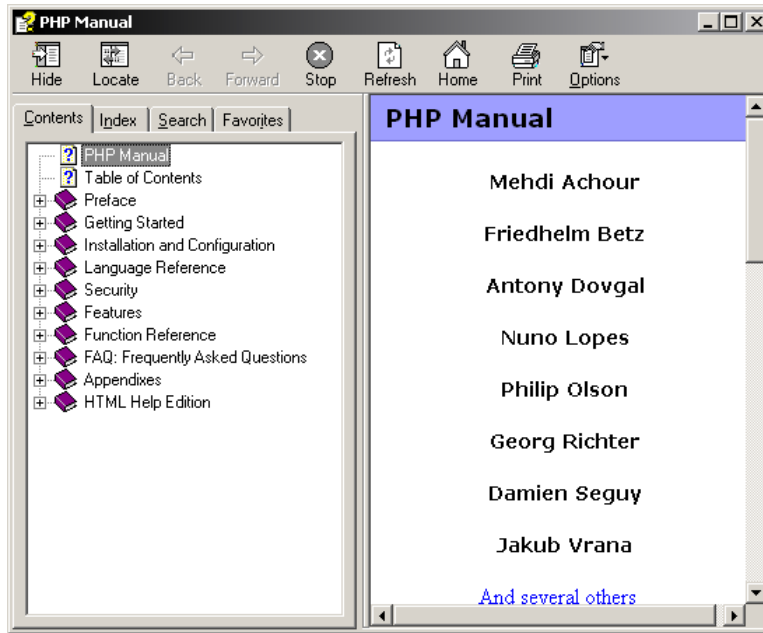 PHP Manual
Hide Locate Back Forward Stop Refresh Home Print Options
Contents Index Search Favorites
PHP Manual
Table of Contents
Preface
Getting Started
Installation and Configuration
Language Reference
Security
Features
Function Reference
FAQ: Frequently Asked Questions
Appendixes
HTML Help Edition
PHP Manual
Mehdi Achour
Friedhelm Betz
Antony Dovgal
Nuno Lopes
Philip Olson
Georg Richter
Damien Seguy
Jakub Vrana
And several others